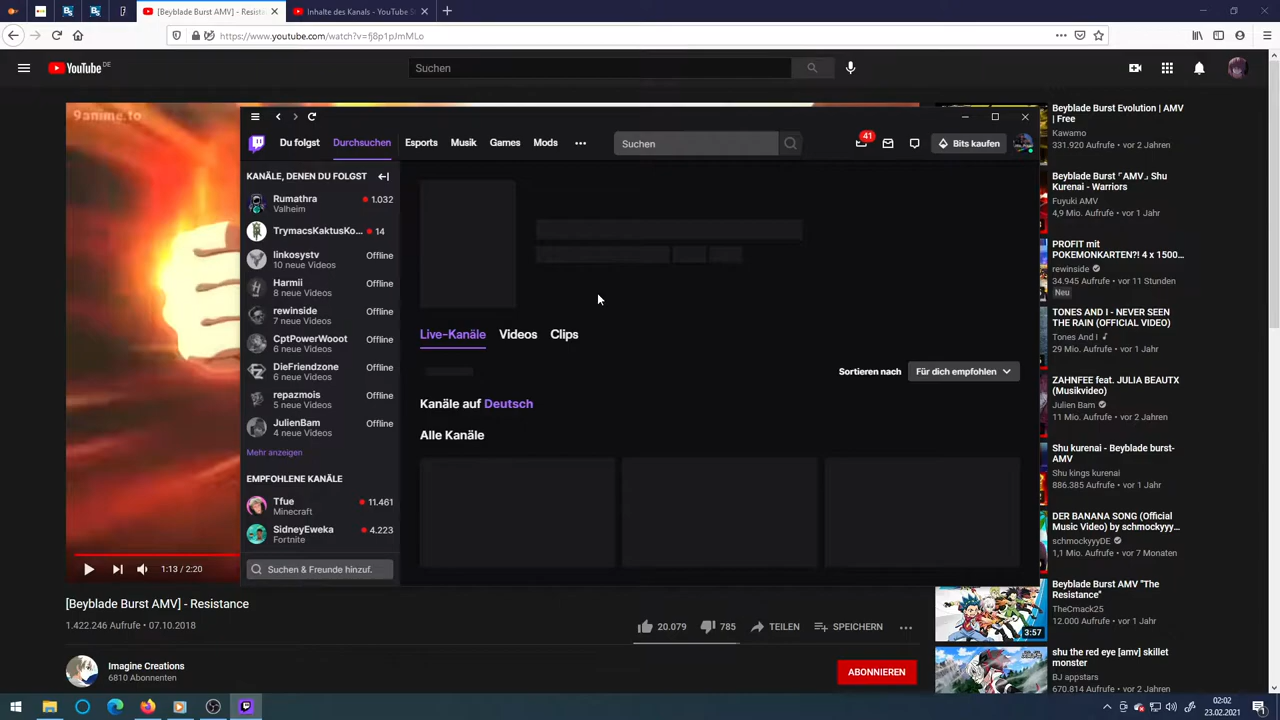 [Beyblade Burst AMV] - Resista
Inhalte des Kanals - YouTube S
https://www.youtube.com/watch?v=fj8p1pJmMLo
YouTube DE
Suchen
9anime.to
Du folgst
Durchsuchen
Esports
Musik
Games
Mods
Suchen
41
Bits kaufen
KANÄLE, DENEN DU FOLGST
Rumathra
1.032
Valheim
TrymacsKaktusKo...
14
linkosystv
Offline
10 neue Videos
Harmii
Offline
8 neue Videos
rewinside
Offline
7 neue Videos
CptPowerWooot
Offline
6 neue Videos
DieFriendzone
Offline
6 neue Videos
repazmois
Offline
5 neue Videos
JulienBam
Offline
4 neue Videos
Mehr anzeigen
EMPFOHLENE KANÄLE
Tfue
11.461
Minecraft
SidneyEweka
4.223
Fortnite
Suchen & Freunde hinzuf.
Live-Kanäle
Videos
Clips
Sortieren nach
Für dich empfohlen
Kanäle auf Deutsch
Alle Kanäle
1:13 / 2:20
[Beyblade Burst AMV] - Resistance
1.422.246 Aufrufe • 07.10.2018
20.079
785
TEILEN
SPEICHERN
Imagine Creations
6810 Abonnenten
ABONNIEREN
Beyblade Burst Evolution | AMV
| Free
Kawamo
331.920 Aufrufe • vor 2 Jahren
Beyblade Burst「AMV」Shu
Kurenai - Warriors
Fuyuki AMV
4,9 Mio. Aufrufe • vor 1 Jahr
PROFIT mit
POKEMONKARTEN?! 4 x 1500...
rewinside
34.945 Aufrufe • vor 11 Stunden
Neu
TONES AND I - NEVER SEEN
THE RAIN (OFFICIAL VIDEO)
Tones And I
29 Mio. Aufrufe • vor 1 Jahr
ZAHNFEE feat. JULIA BEAUTX
(Musikvideo)
Julien Bam
11 Mio. Aufrufe • vor 2 Jahren
Shu kurenai - Beyblade burst-
AMV
Shu kings kurenai
886.385 Aufrufe • vor 1 Jahr
DER BANANA SONG (Official
Music Video) by schmockyyy...
schmockyyyDE
1,1 Mio. Aufrufe • vor 7 Monaten
Beyblade Burst AMV "The
Resistance"
TheCmack25
12.000 Aufrufe • vor 1 Jahr
3:57
shu the red eye [amv] skillet
monster
BJ appstars
670.814 Aufrufe • vor 2 Jahren
02:02
23.02.2021
1